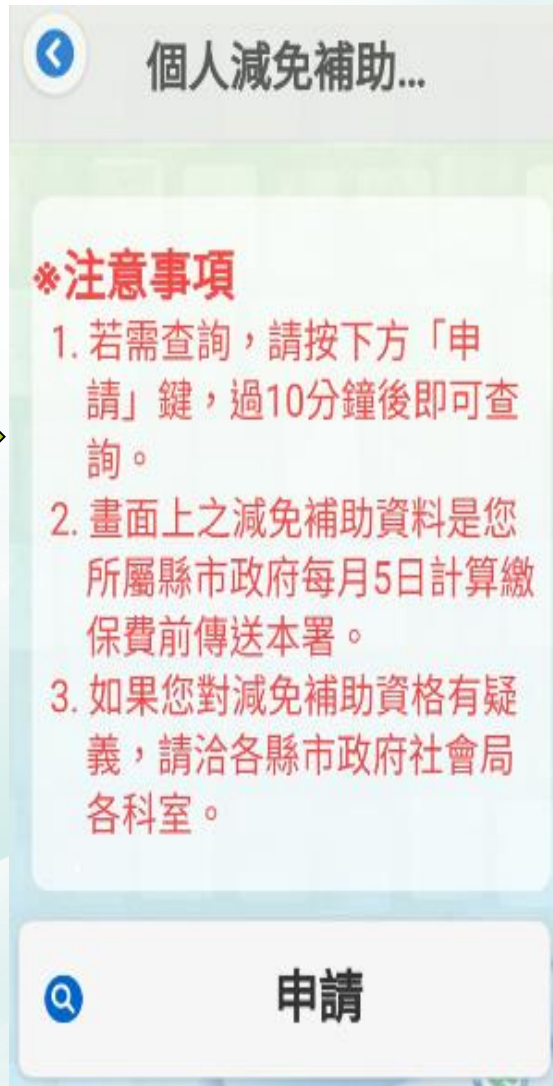 個人減免補助...
※注意事項
1. 若需查詢，請按下方「申
請」鍵，過10分鐘後即可查
詢。
2. 畫面上之減免補助資料是您
所屬縣市政府每月5日計算繳
保費前傳送本署。
3. 如果您對減免補助資格有疑
義，請洽各縣市政府社會局
各科室。
申請